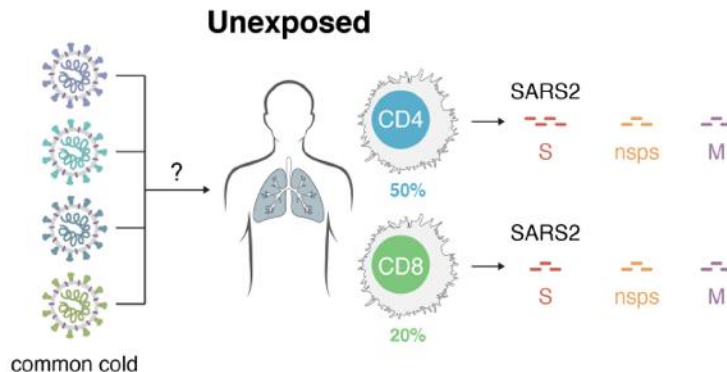 Unexposed
?
common cold
CD4
50%
SARS2
S nsps M
CD8
20%
SARS2
S nsps M